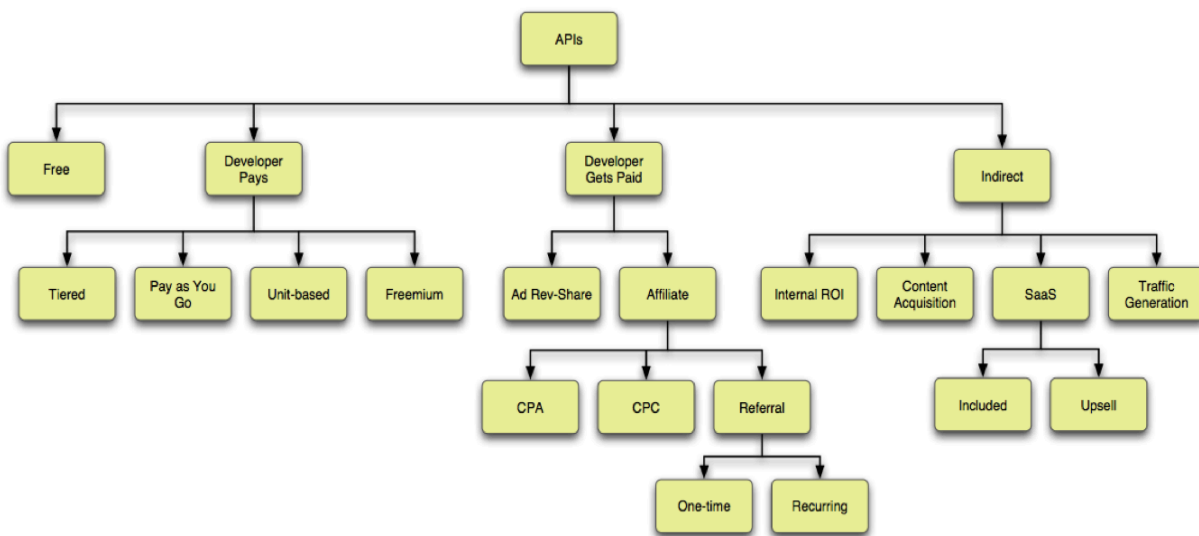 APIs
Free
Developer
Pays
Developer
Gets Paid
Indirect
Tiered
Pay as You
Go
Unit-based
Freemium
Ad Rev-Share
Affiliate
Internal ROI
Content
Acquisition
SaaS
Traffic
Generation
CPA
CPC
Referral
Included
Upsell
One-time
Recurring